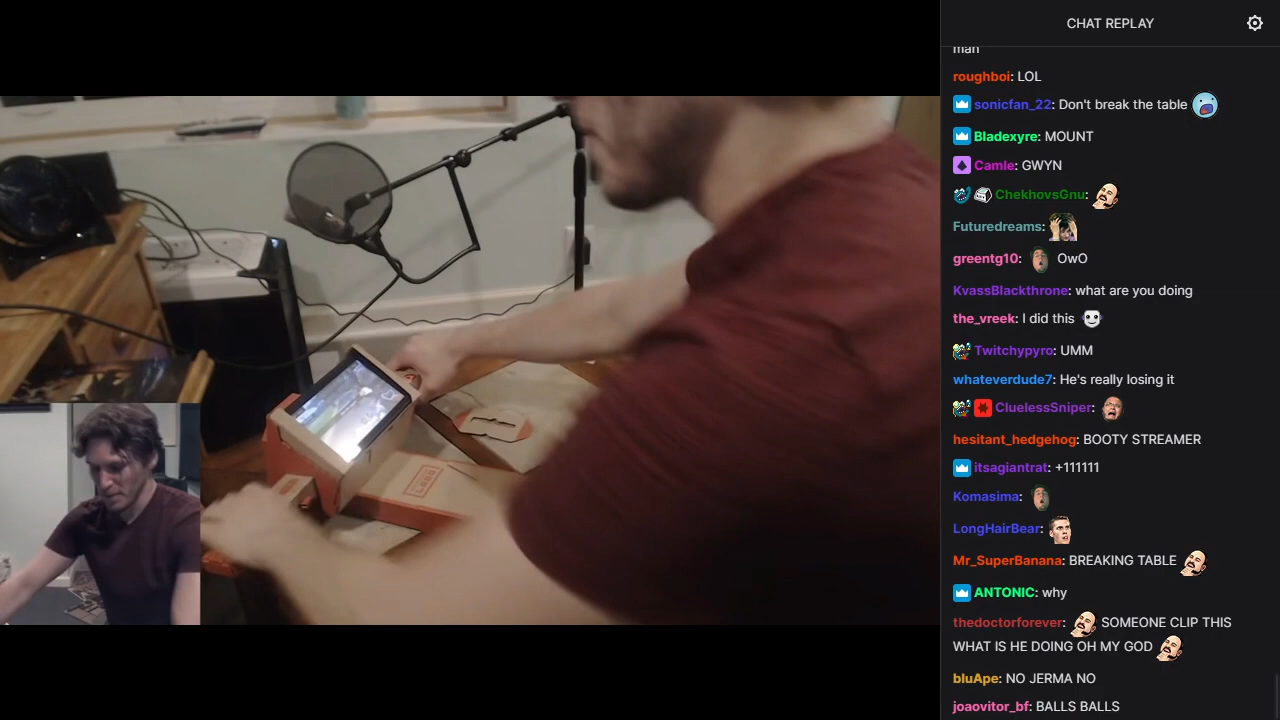 CHAT REPLAY
man
roughboi: LOL
sonicfan_22: Don't break the table
Bladexyre: MOUNT
Camle: GWYN
ChekhovsGnu:
Futuredreams:
greentg10: OwO
KvassBlackthrone: what are you doing
the_vreek: I did this
Twitchypyro: UMM
whateverdude7: He's really losing it
CluelessSniper:
hesitant_hedgehog: BOOTY STREAMER
itsagiantrat: +111111
Komasima:
LongHairBear:
Mr_SuperBanana: BREAKING TABLE
ANTONIC: why
thedoctorforever: SOMEONE CLIP THIS
WHAT IS HE DOING OH MY GOD
bluApe: NO JERMA NO
joaovitor_bf: BALLS BALLS
LABO